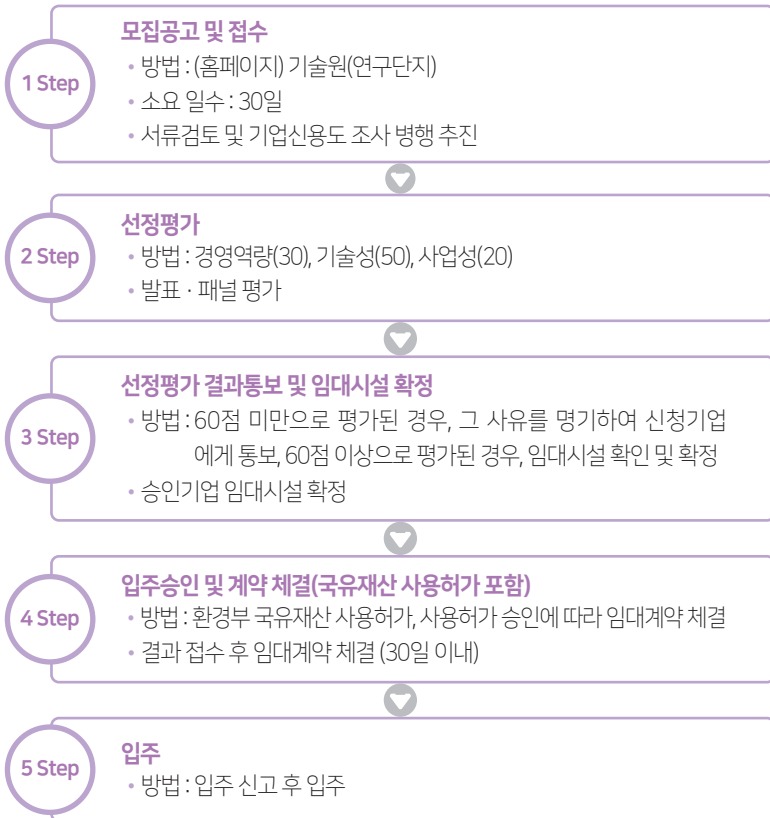 1 Step
모집공고 및 접수
• 방법 : (홈페이지) 기술원(연구단지)
• 소요 일수 : 30일
• 서류검토 및 기업신용도 조사 병행 추진
2 Step
선정평가
• 방법 : 경영역량(30), 기술성(50), 사업성(20)
• 발표 · 패널 평가
3 Step
선정평가 결과통보 및 임대시설 확정
• 방법 : 60점 미만으로 평가된 경우, 그 사유를 명기하여 신청기업
에게 통보, 60점 이상으로 평가된 경우, 임대시설 확인 및 확정
• 승인기업 임대시설 확정
4 Step
입주승인 및 계약 체결(국유재산 사용허가 포함)
• 방법 : 환경부 국유재산 사용허가, 사용허가 승인에 따라 임대계약 체결
• 결과 접수 후 임대계약 체결 (30일 이내)
5 Step
입주
• 방법 : 입주 신고 후 입주